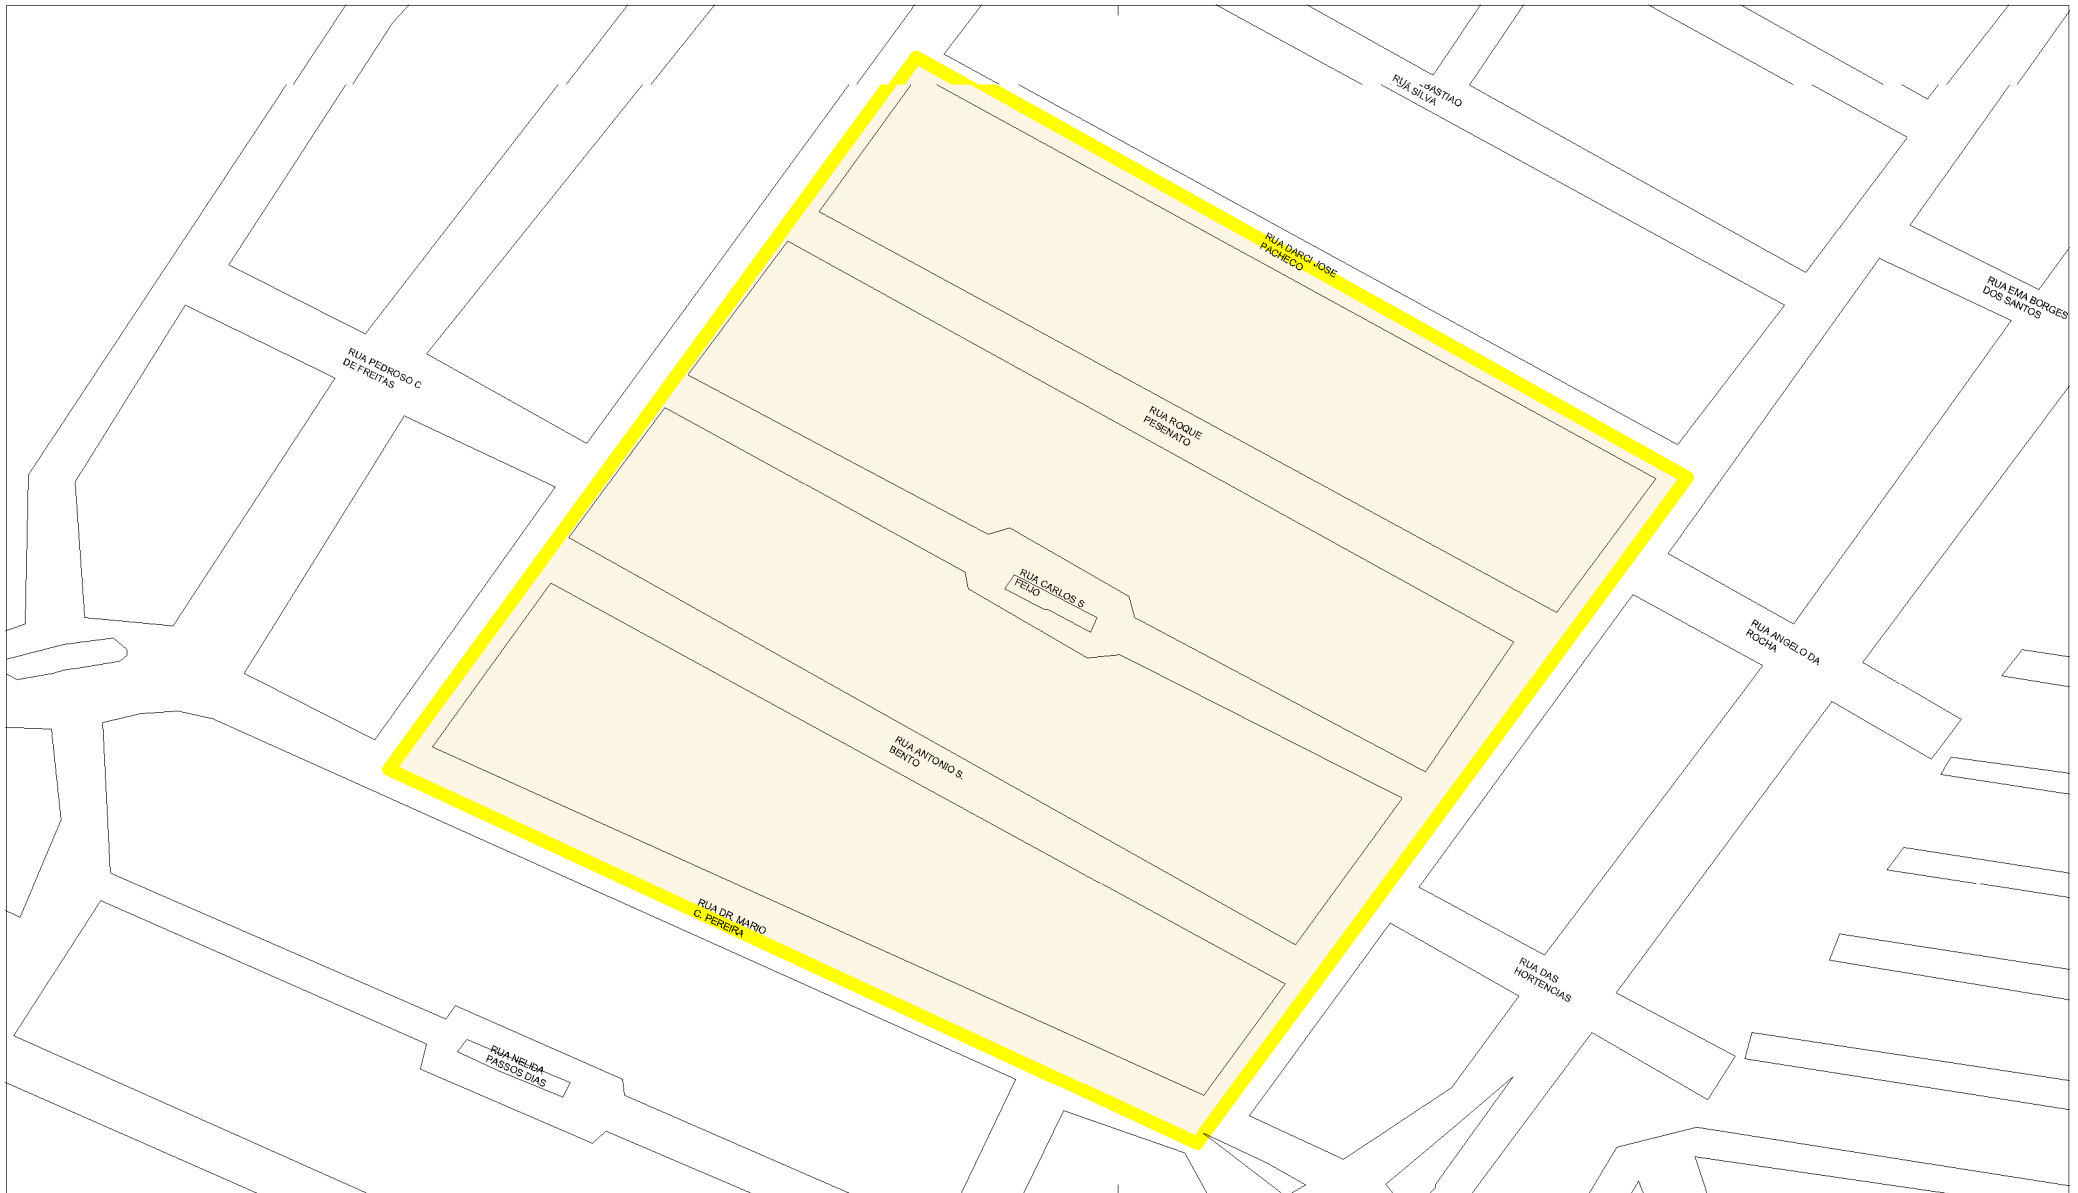 BASTIAO
RUA SILVA
RUA DARCI JOSE
PACHECO
RUA EMA BORGES
DOS SANTOS
RUA PEDROSO C
DE FREITAS
RUA ROQUE
PESENATO
RUA CARLOS S
FEIJO
RUA ANGELO DA
ROCHA
RUA ANTONIO S.
BENTO
RUA DR. MARIO
C. PEREIRA
RUA DAS
HORTENCIAS
RUA NELIDA
PASSOS DIAS